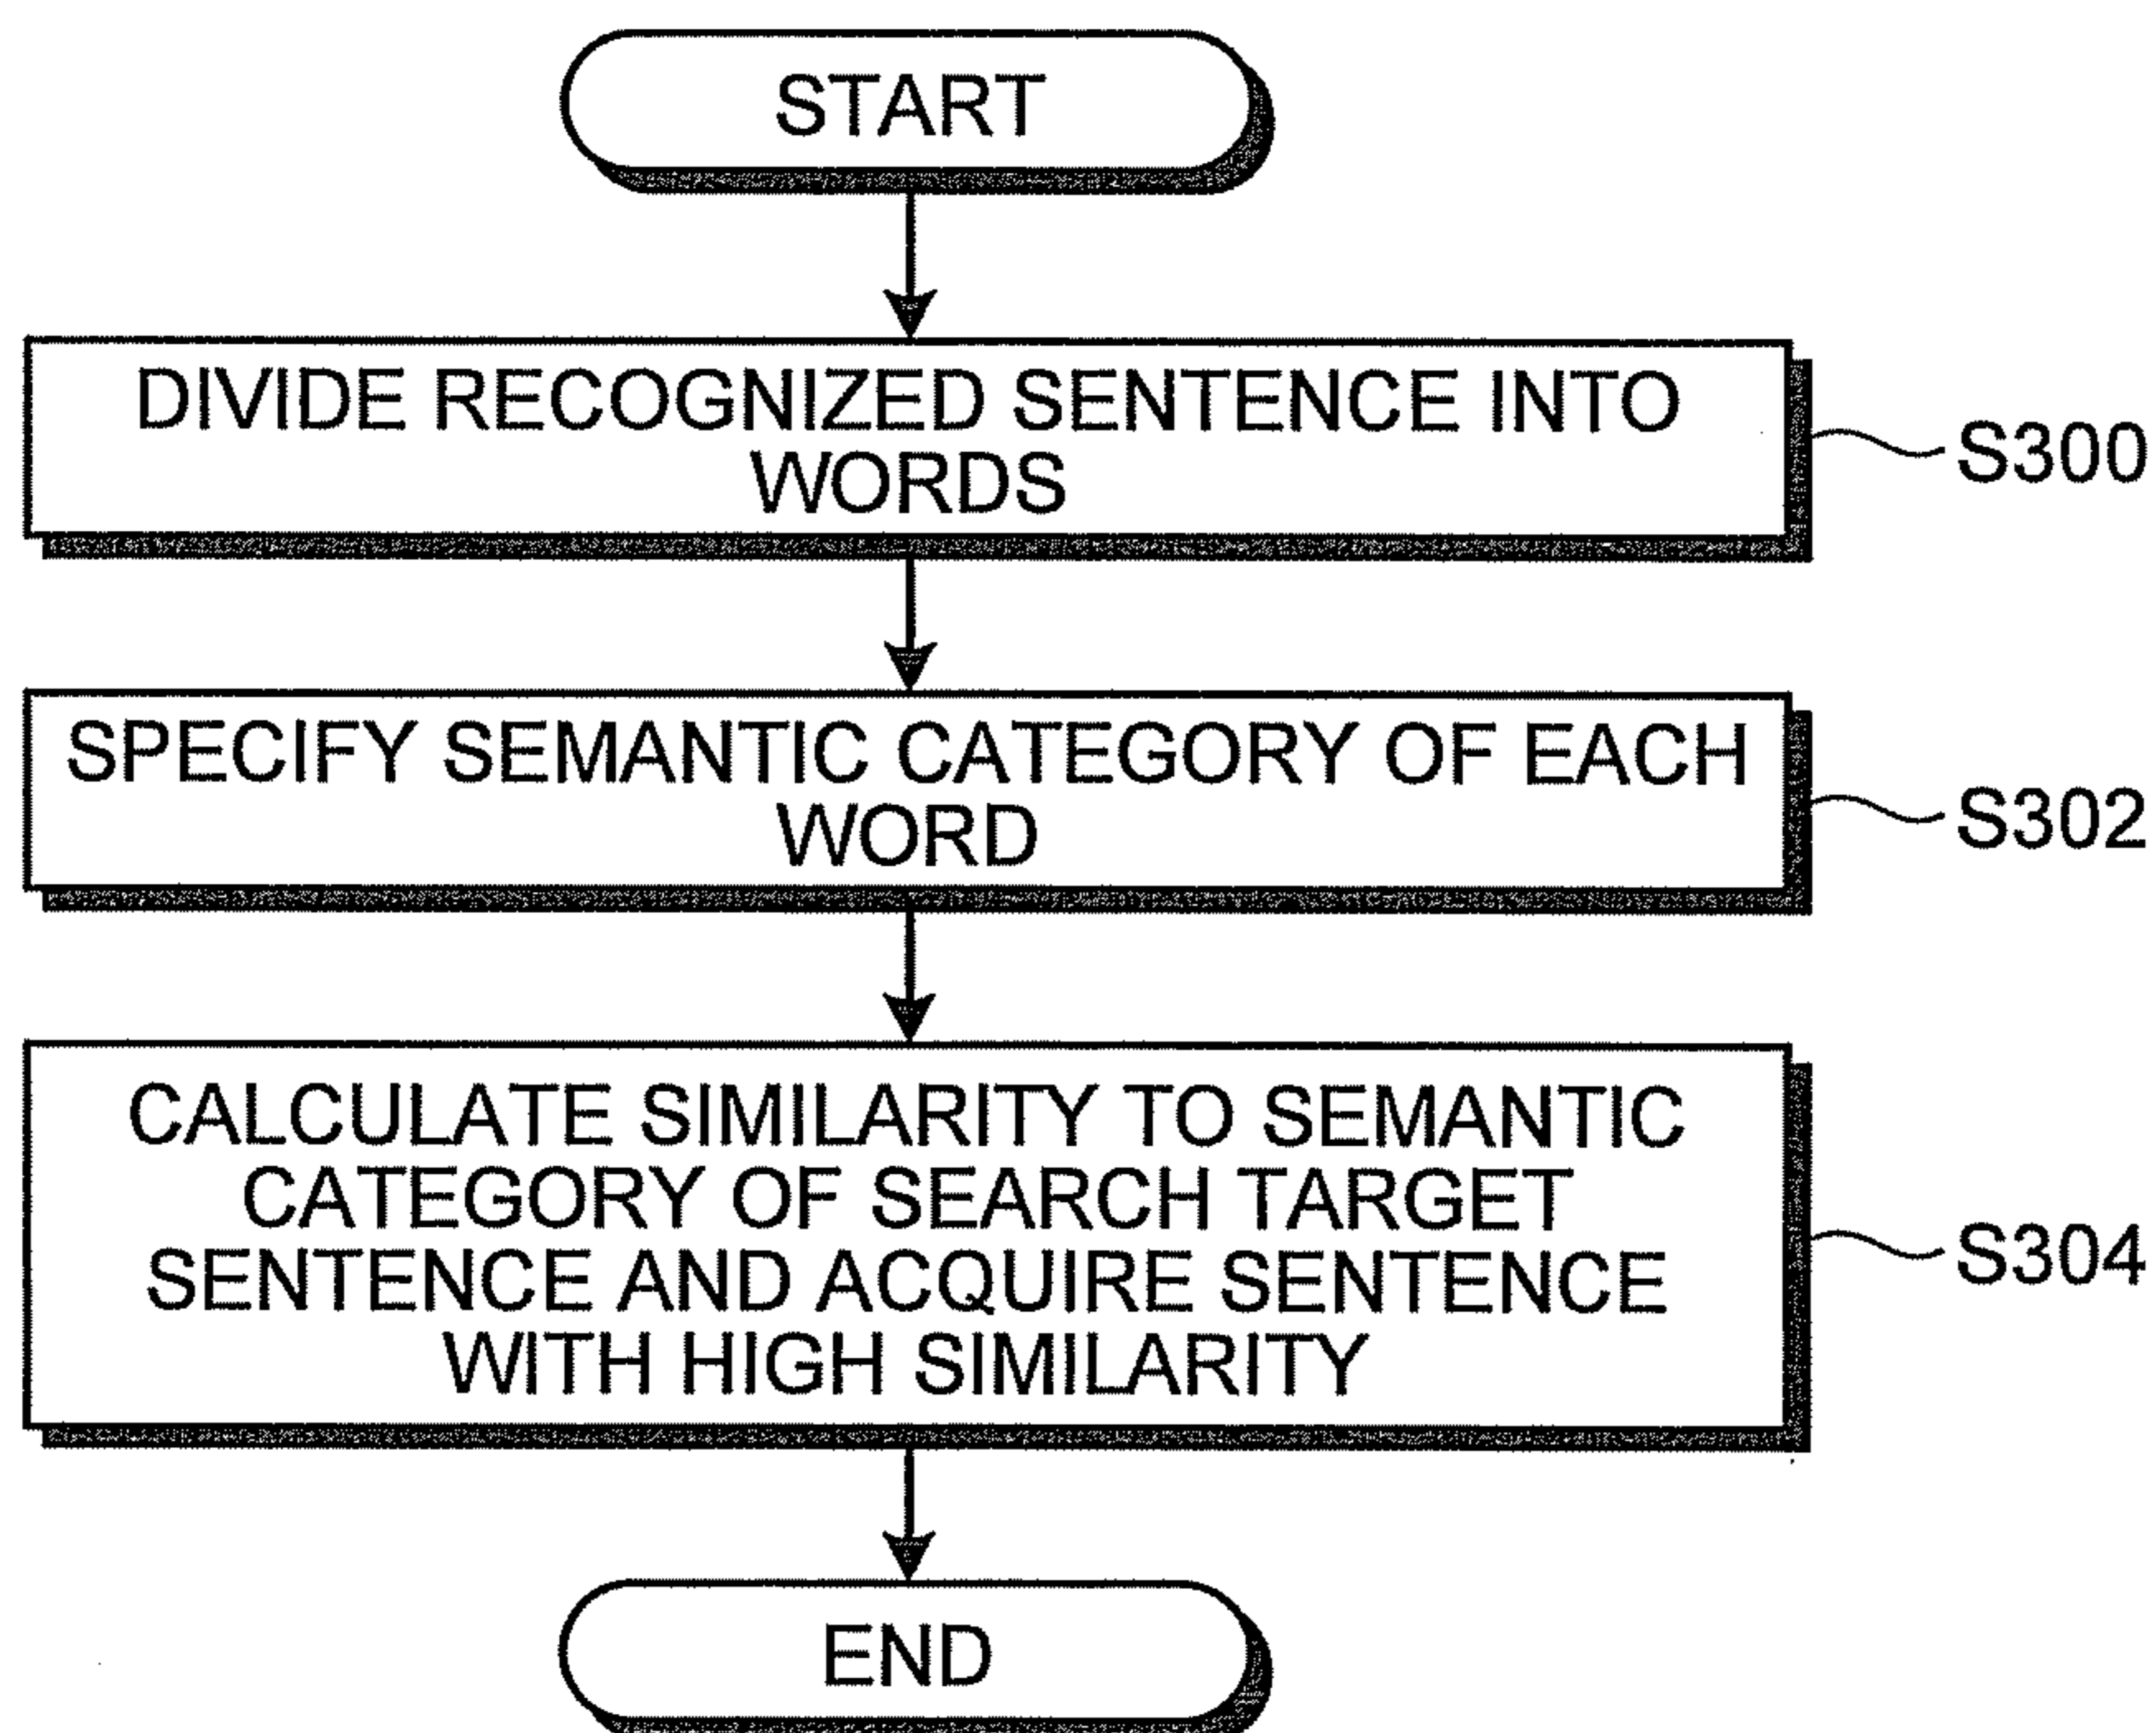 START
DIVIDE RECOGNIZED SENTENCE INTO
WORDS
S300
SPECIFY SEMANTIC CATEGORY OF EACH
WORD
S302
CALCULATE SIMILARITY TO SEMANTIC
CATEGORY OF SEARCH TARGET
SENTENCE AND ACQUIRE SENTENCE
WITH HIGH SIMILARITY
S304
END